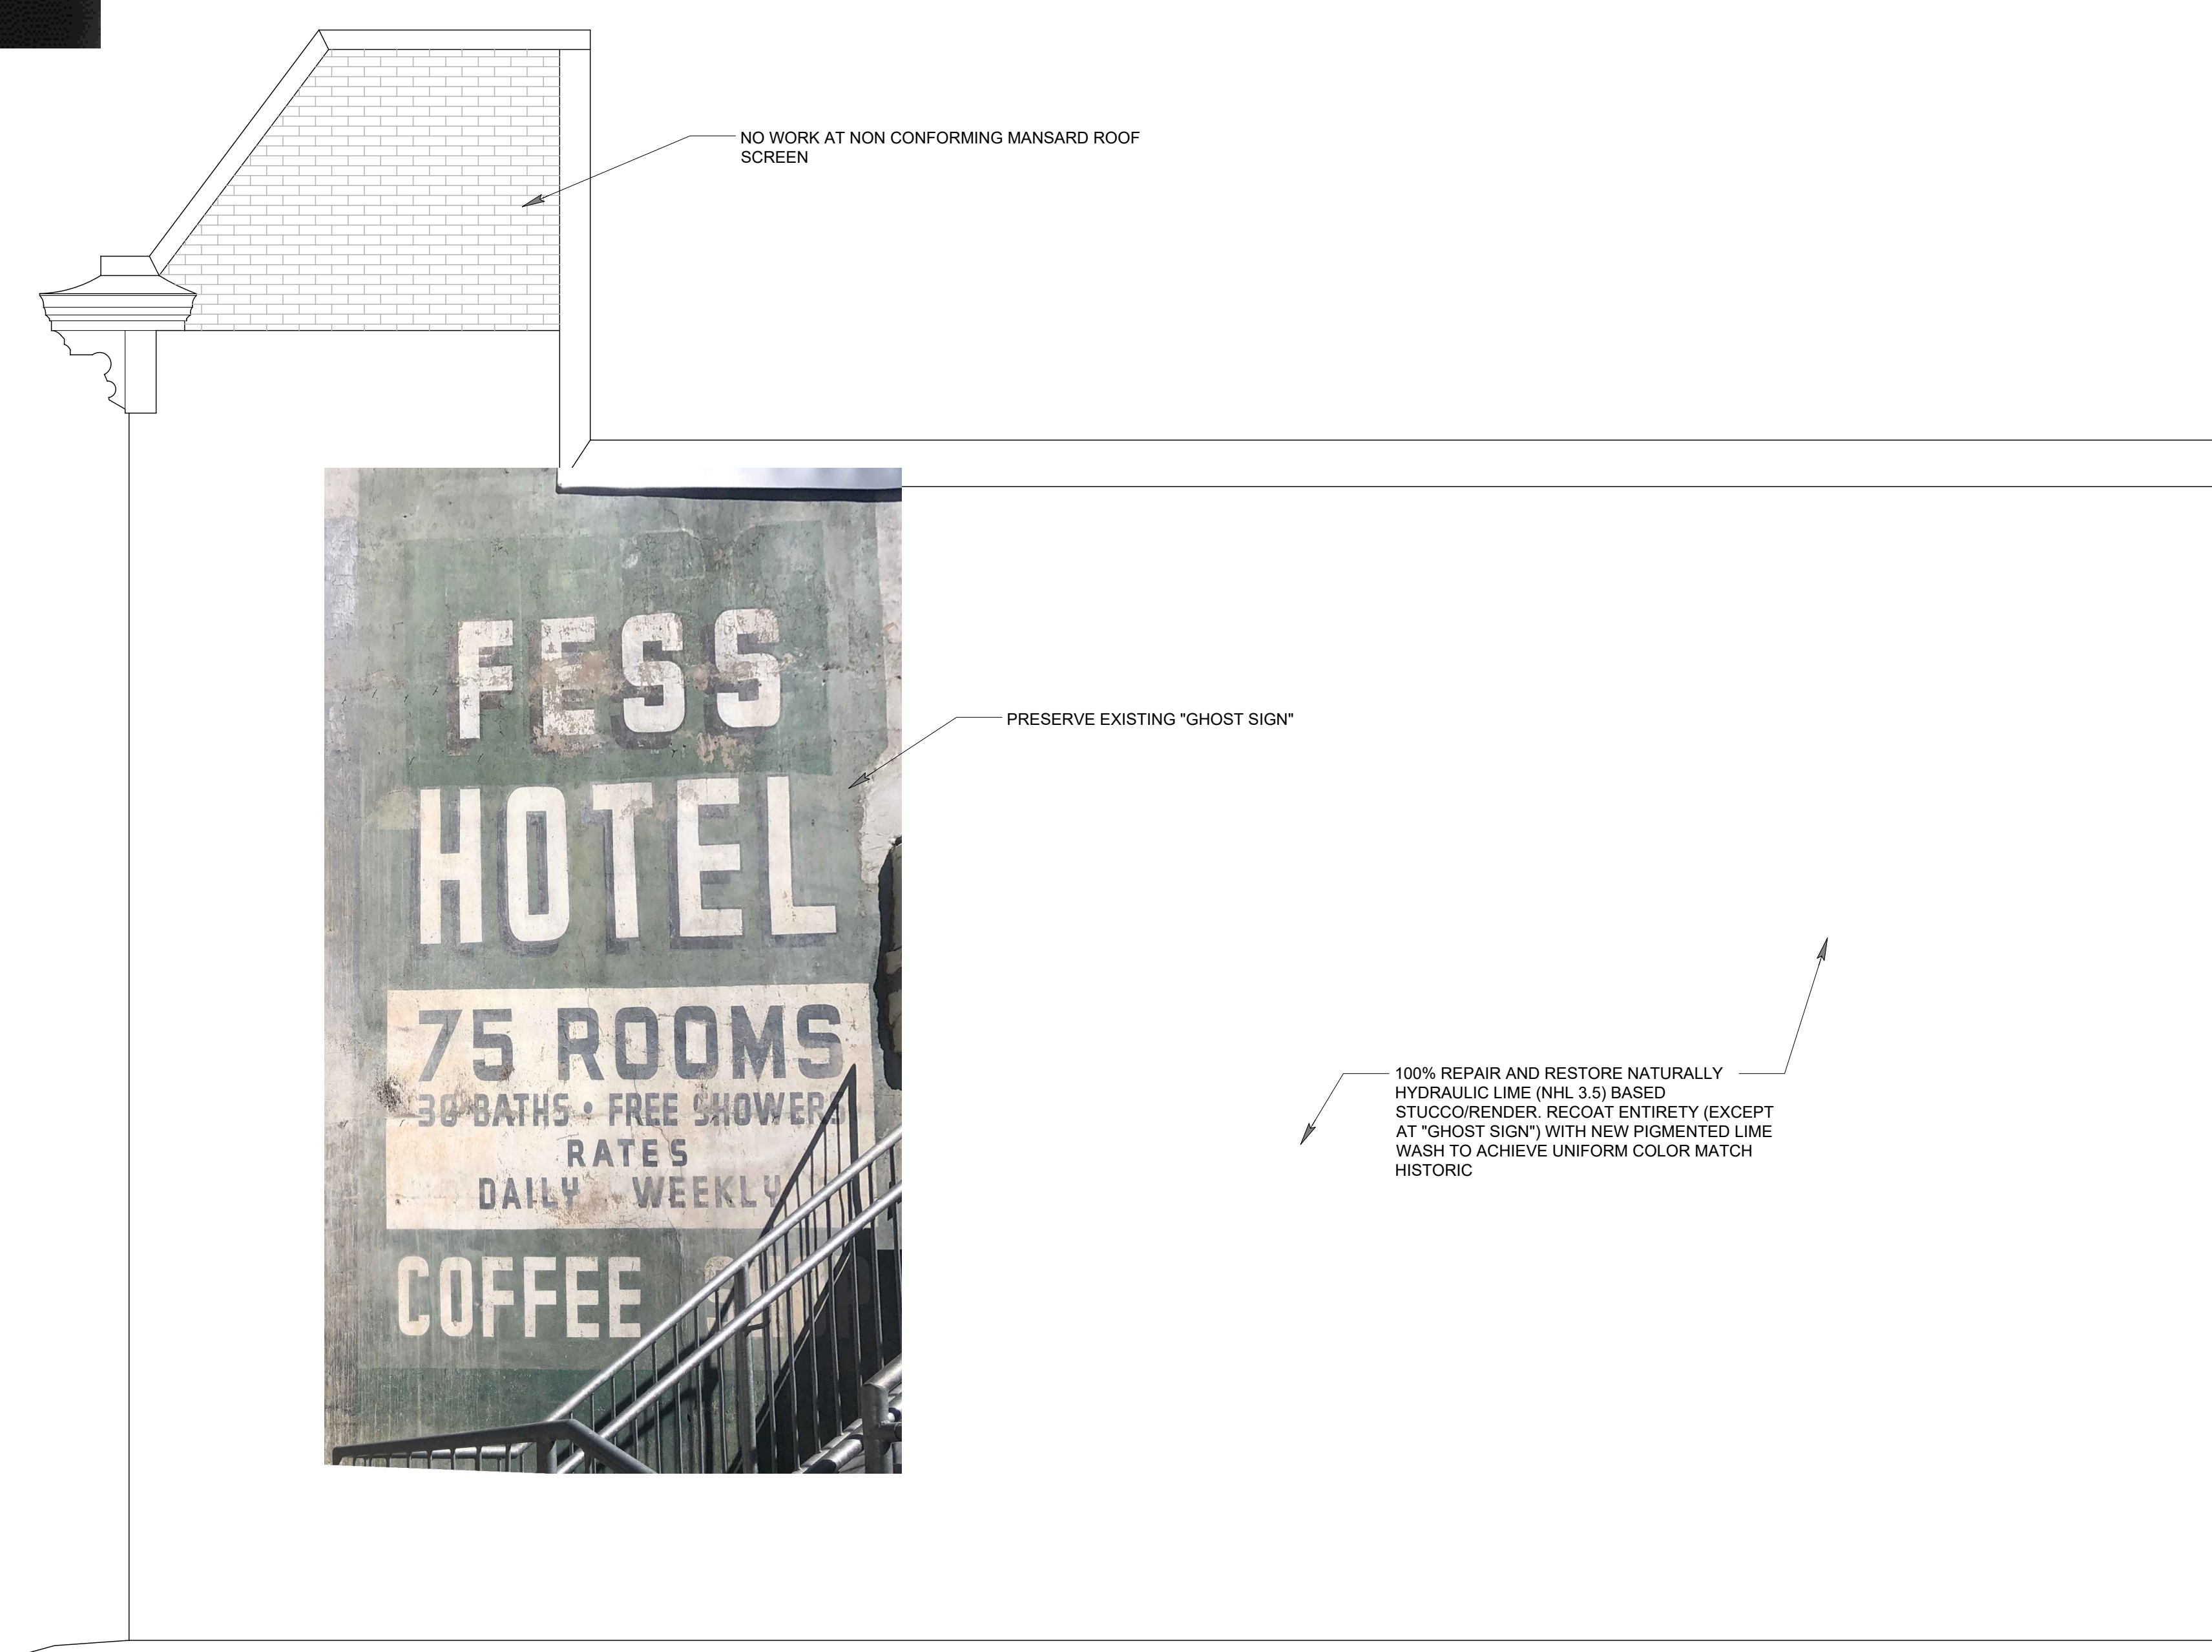 NO WORK AT NON CONFORMING MANSARD ROOF
SCREEN
FESS
HOTEL
75 ROOMS
30 BATHS • FREE SHOWERS
RATES
DAILY WEEKLY
COFFEE
PRESERVE EXISTING "GHOST SIGN"
100% REPAIR AND RESTORE NATURALLY
HYDRAULIC LIME (NHL 3.5) BASED
STUCCO/RENDER. RECOAT ENTIRETY (EXCEPT
AT "GHOST SIGN") WITH NEW PIGMENTED LIME
WASH TO ACHIEVE UNIFORM COLOR MATCH
HISTORIC